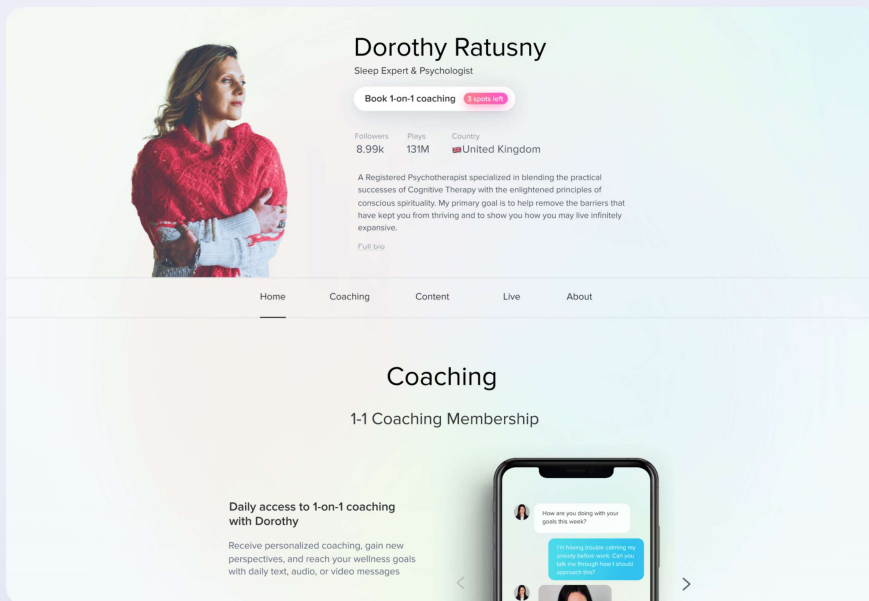 Dorothy Ratusny
Sleep Expert & Psychologist
Book 1-on-1 coaching 3 spots left
Followers Plays Country
8.99k 131M United Kingdom
A Registered Psychotherapist specialized in blending the practical
successes of Cognitive Therapy with the enlightened principles of
conscious spirituality. My primary goal is to help remove the barriers that
have kept you from thriving and to show you how you may live infinitely
expansive.
Full bio
Home Coaching Content Live About
Coaching
1-1 Coaching Membership
Daily access to 1-on-1 coaching
with Dorothy
Receive personalized coaching, gain new
perspectives, and reach your wellness goals
with daily text, audio, or video messages
How are you doing with your
goals this week?
I'm having trouble calming my
anxiety before work. Can you
talk me through how I should
approach this?